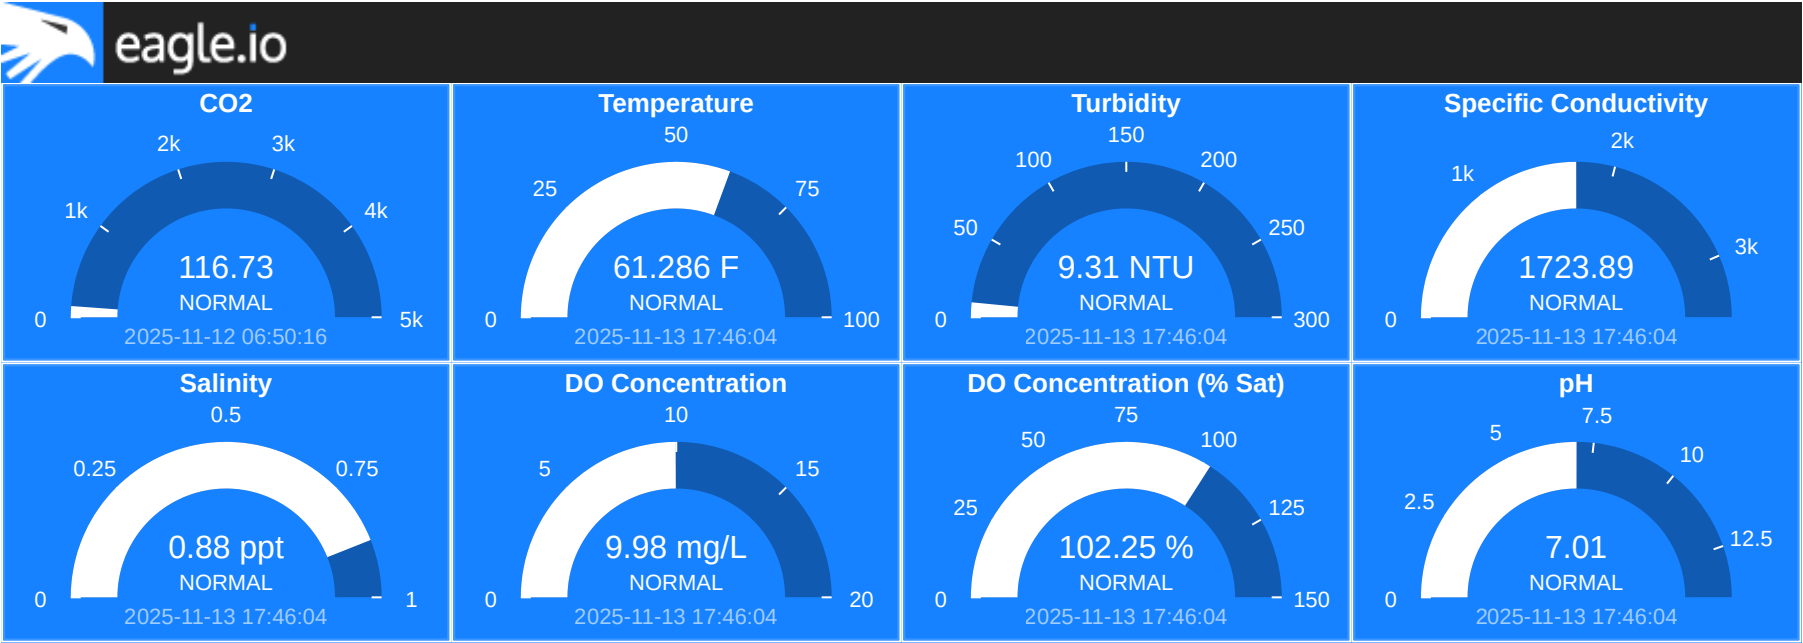 eagle.io
CO2
2k
3k
1k
4k
116.73
NORMAL
0
5k
2025-11-12 06:50:16
Temperature
50
25
75
61.286 F
NORMAL
0
100
2025-11-13 17:46:04
Turbidity
150
100
200
50
250
9.31 NTU
NORMAL
0
300
2025-11-13 17:46:04
Specific Conductivity
2k
1k
3k
1723.89
NORMAL
0
2025-11-13 17:46:04
Salinity
0.5
0.25
0.75
0.88 ppt
NORMAL
0
1
2025-11-13 17:46:04
DO Concentration
10
5
15
9.98 mg/L
NORMAL
0
20
2025-11-13 17:46:04
DO Concentration (% Sat)
75
50
100
25
125
102.25 %
NORMAL
0
150
2025-11-13 17:46:04
pH
7.5
5
10
2.5
12.5
7.01
NORMAL
0
2025-11-13 17:46:04